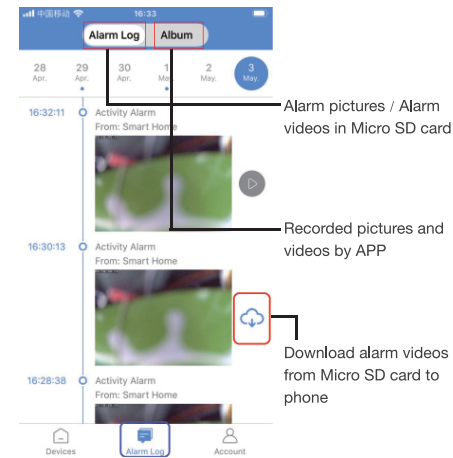 中国移动 16:33
Alarm Log Album
28 29 30 1 2 3
Apr. Apr. Apr. May. May. May.
16:32:11 Activity Alarm
From: Smart Home
Alarm pictures / Alarm
videos in Micro SD card
Recorded pictures and
videos by APP
16:30:13 Activity Alarm
From: Smart Home
Download alarm videos
from Micro SD card to
phone
16:28:38 Activity Alarm
From: Smart Home
Devices Alarm Log Account